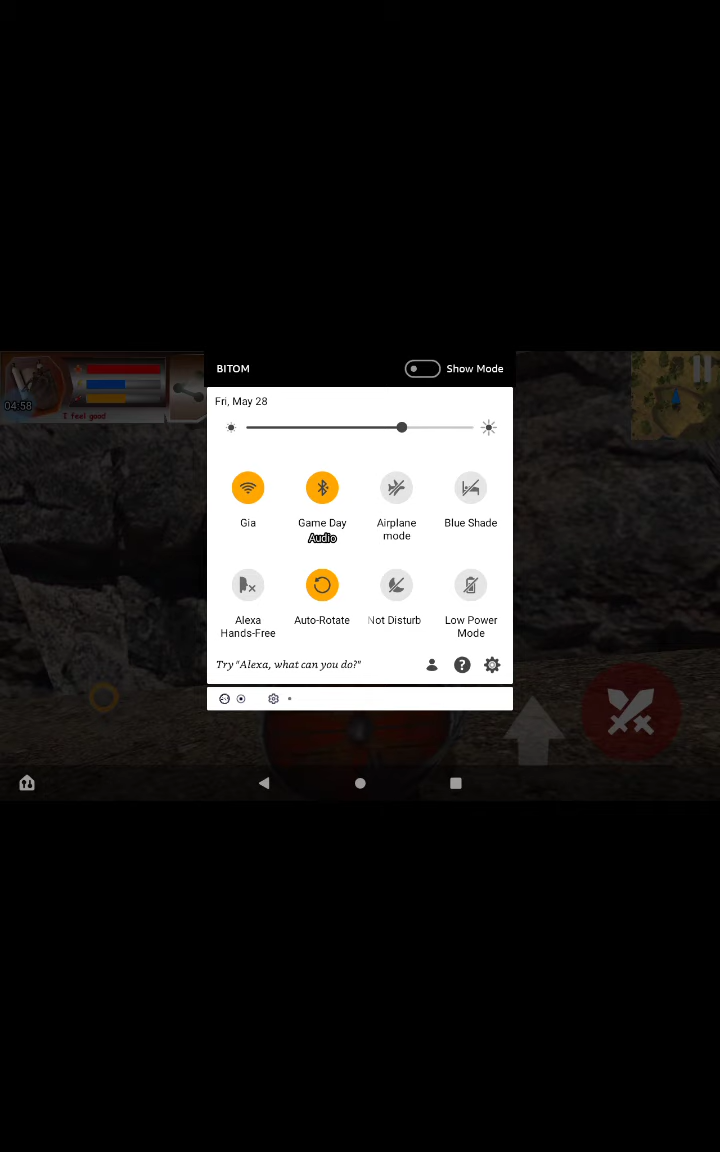 BITOM
Show Mode
Fri, May 28
04:58
I feel good
Gia
Game Day
Audio
Airplane
mode
Blue Shade
Alexa
Hands-Free
Auto-Rotate
Not Disturb
Low Power
Mode
Try "Alexa, what can you do?"